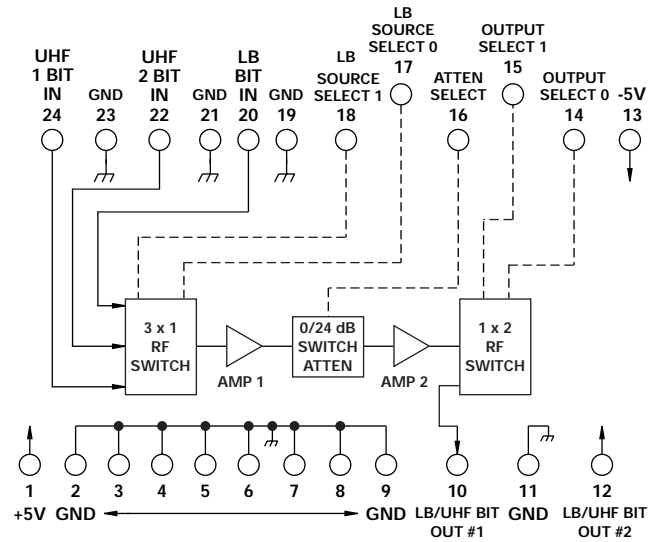 UHF
1 BIT
IN
24
GND
23
UHF
2 BIT
IN
22
GND
21
LB
BIT
IN
20
GND
19
LB
SOURCE
SELECT 1
18
LB
SOURCE
SELECT 0
17
ATTEN
SELECT
16
OUTPUT
SELECT 1
15
OUTPUT
SELECT 0
14
-5V
13
3 x 1
RF
SWITCH
AMP 1
0/24 dB
SWITCH
ATTEN
AMP 2
1 x 2
RF
SWITCH
1
+5V
2
GND
3
4
5
6
7
8
9
GND
10
LB/UHF BIT
OUT #1
11
GND
12
LB/UHF BIT
OUT #2